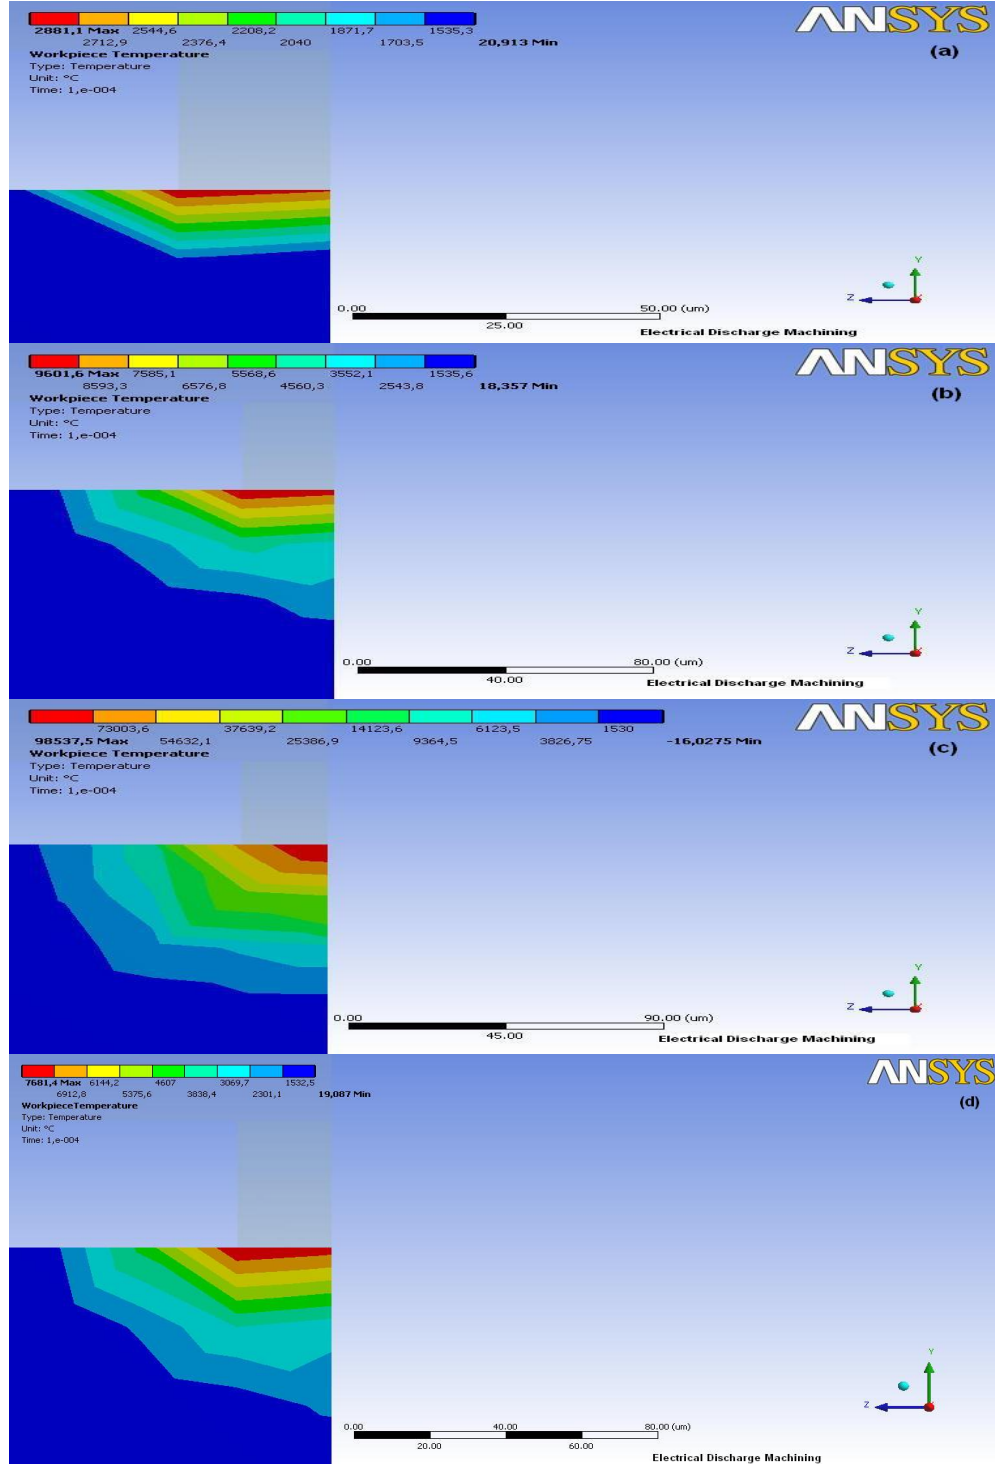 2881,1 Max 2544,6 2208,2 1871,7 1535,3
2712,9 2376,4 2040 1703,5 20,913 Min
Workpiece Temperature
Type: Temperature
Unit: °C
Time: 1,e-004
ANSYS
(a)
Y
Z
0.00 50.00 (um)
25.00
Electrical Discharge Machining
9601,6 Max 7585,1 5568,6 3552,1 1535,6
8593,3 6576,8 4560,3 2543,8 18,357 Min
Workpiece Temperature
Type: Temperature
Unit: °C
Time: 1,e-004
ANSYS
(b)
Y
Z
0.00 80.00 (um)
40.00
Electrical Discharge Machining
73003,6 37639,2 14123,6 6123,5 1530
98537,5 Max 54632,1 25386,9 9364,5 3826,75 -16,0275 Min
Workpiece Temperature
Type: Temperature
Unit: °C
Time: 1,e-004
ANSYS
(c)
Y
Z
0.00 90.00 (um)
45.00
Electrical Discharge Machining
7681,4 Max 6144,2 4607 3069,7 1532,5
6912,8 5375,6 3838,4 2301,1 19,087 Min
WorkpieceTemperature
Type: Temperature
Unit: °C
Time: 1,e-004
ANSYS
(d)
Y
Z
0.00 40.00 80.00 (um)
20.00 60.00
Electrical Discharge Machining